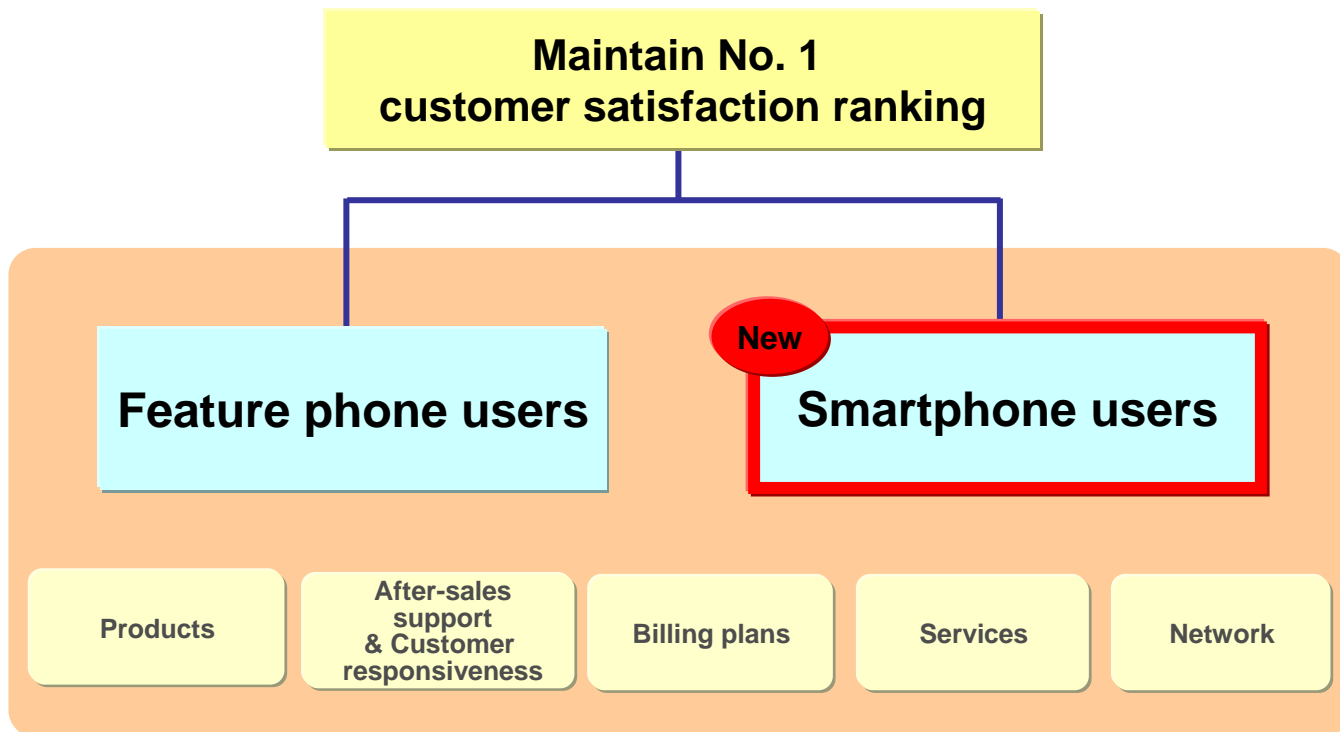 Maintain No. 1
customer satisfaction ranking
New
Feature phone users
Smartphone users
Products
After-sales
support
& Customer
responsiveness
Billing plans
Services
Network